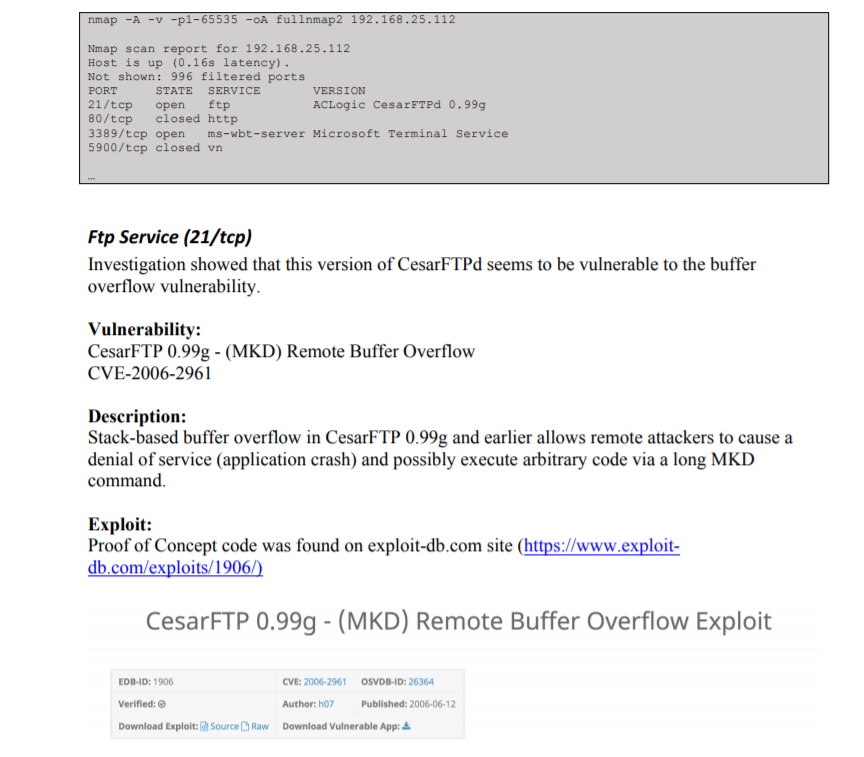 nmap -A -v -p1-65535 -oA fullnmap2 192.168.25.112
Nmap scan report for 192.168.25.112
Host is up (0.16s latency).
Not shown: 996 filtered ports
PORT STATE SERVICE VERSION
21/tcp open ftp ACLogic CesarFTPd 0.99g
80/tcp closed http
3389/tcp open ms-wbt-server Microsoft Terminal Service
5900/tcp closed vn
…
Ftp Service (21/tcp)
Investigation showed that this version of CesarFTPd seems to be vulnerable to the buffer
overflow vulnerability.
Vulnerability:
CesarFTP 0.99g - (MKD) Remote Buffer Overflow
CVE-2006-2961
Description:
Stack-based buffer overflow in CesarFTP 0.99g and earlier allows remote attackers to cause a
denial of service (application crash) and possibly execute arbitrary code via a long MKD
command.
Exploit:
Proof of Concept code was found on exploit-db.com site (https://www.exploit-
db.com/exploits/1906/)
CesarFTP 0.99g - (MKD) Remote Buffer Overflow Exploit
EDB-ID: 1906 CVE: 2006-2961 OSVDB-ID: 26364
Verified: Author: h07 Published: 2006-06-12
Download Exploit: Source Raw Download Vulnerable App: